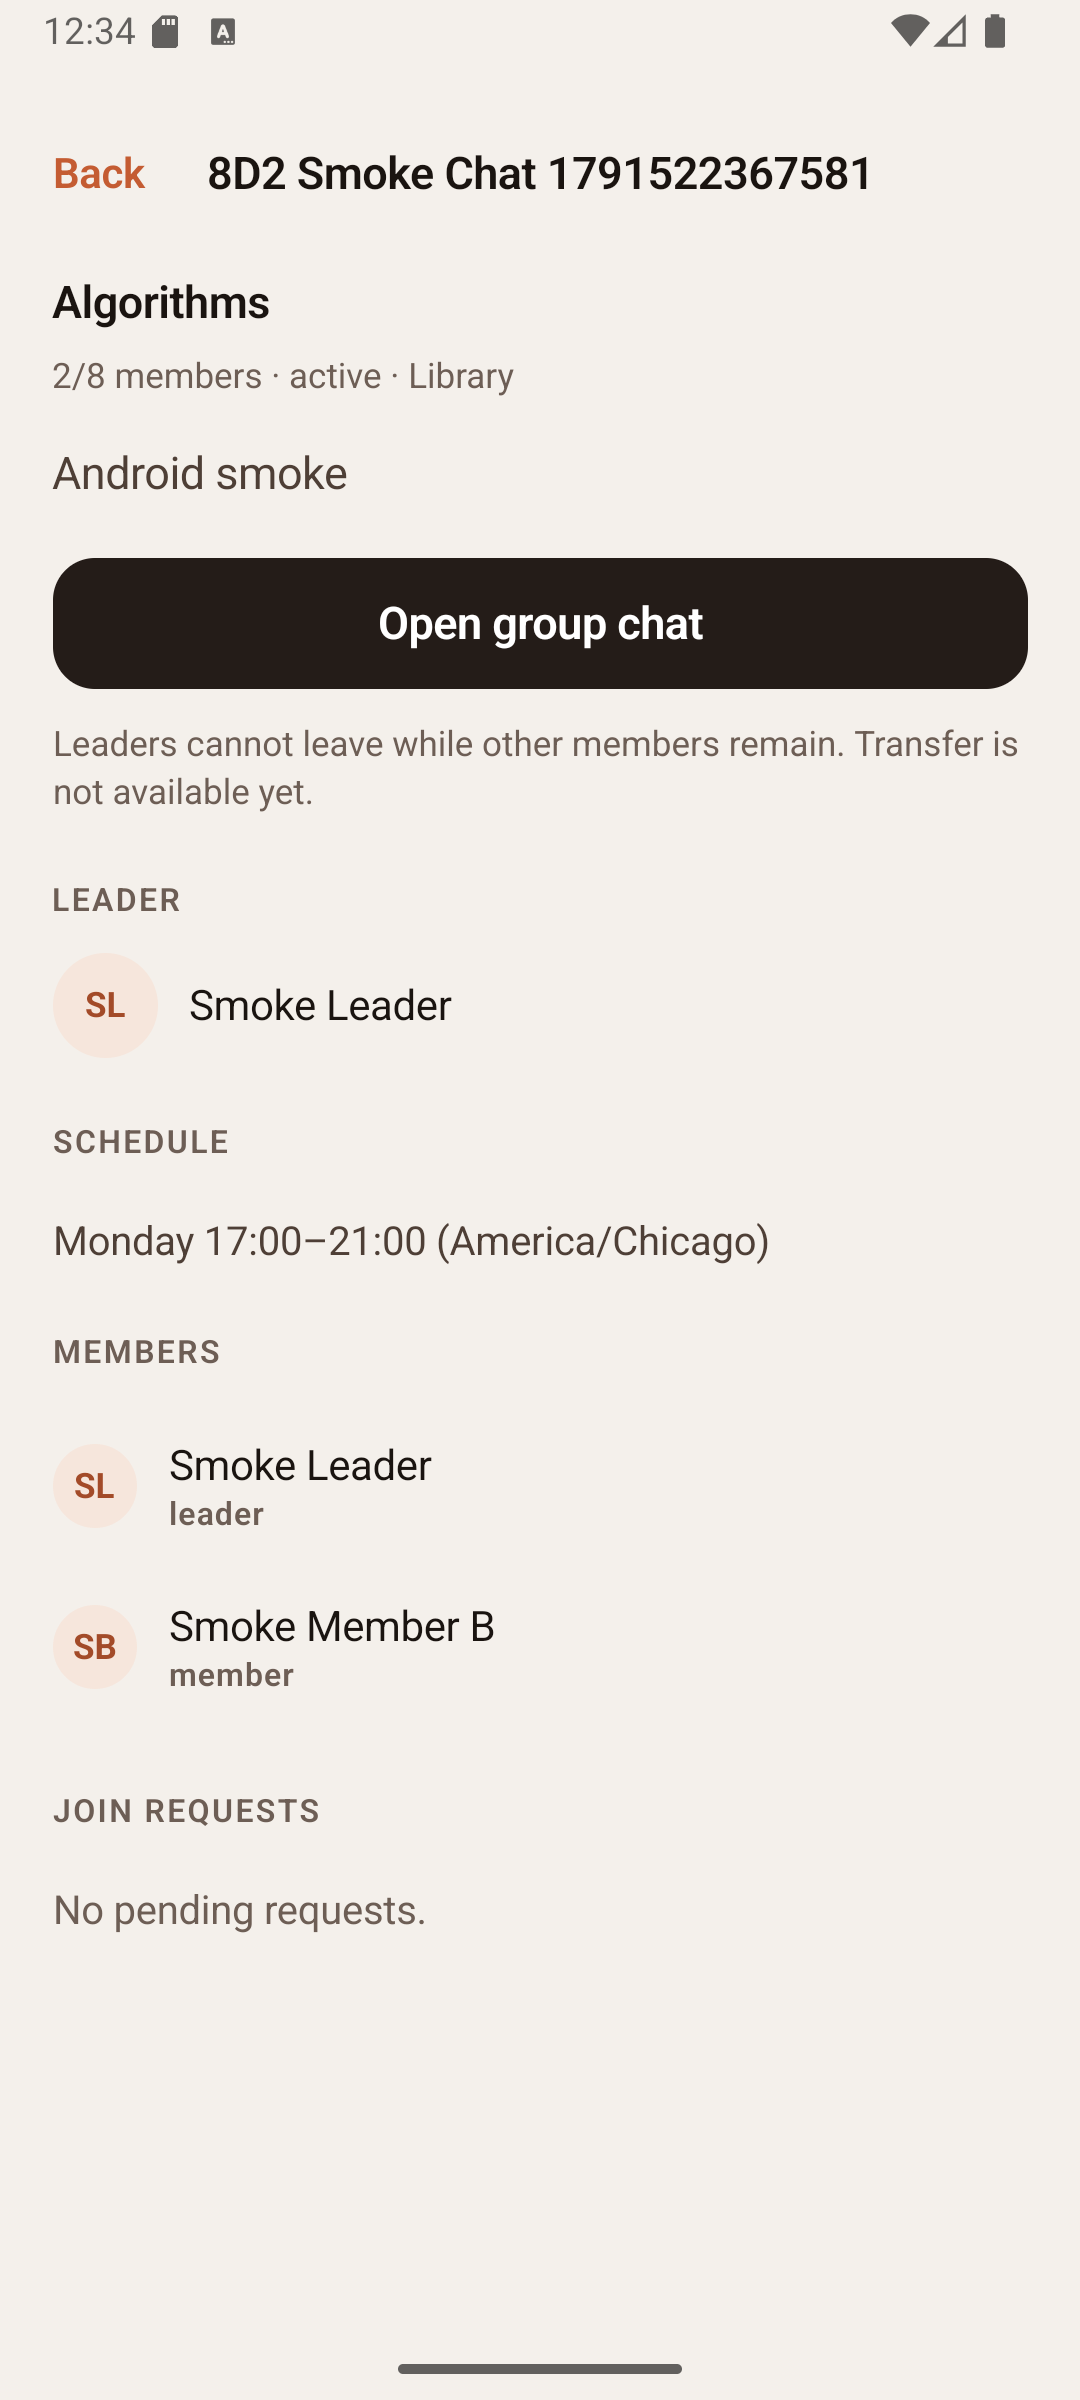 12:34
Back
8D2 Smoke Chat 1791522367581
Algorithms
2/8 members · active · Library
Android smoke
Open group chat
Leaders cannot leave while other members remain. Transfer is
not available yet.
LEADER
SL
Smoke Leader
SCHEDULE
Monday 17:00–21:00 (America/Chicago)
MEMBERS
SL
Smoke Leader
leader
SB
Smoke Member B
member
JOIN REQUESTS
No pending requests.